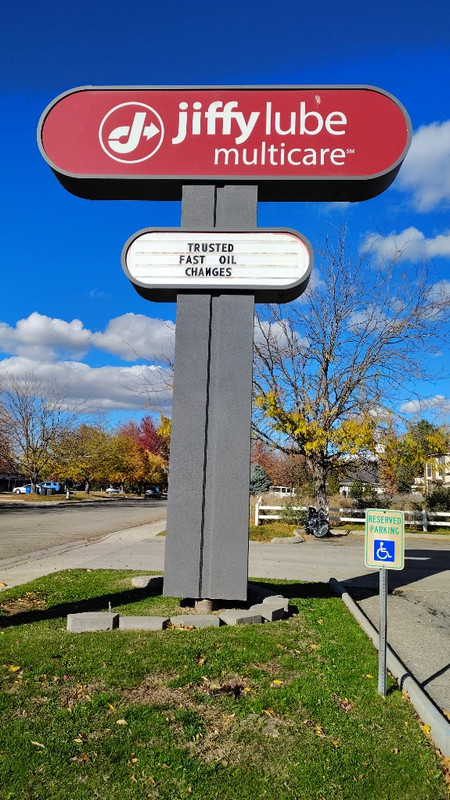 jiffy lube
multicare℠
TRUSTED
FAST OIL
CHANGES
RESERVED
PARKING